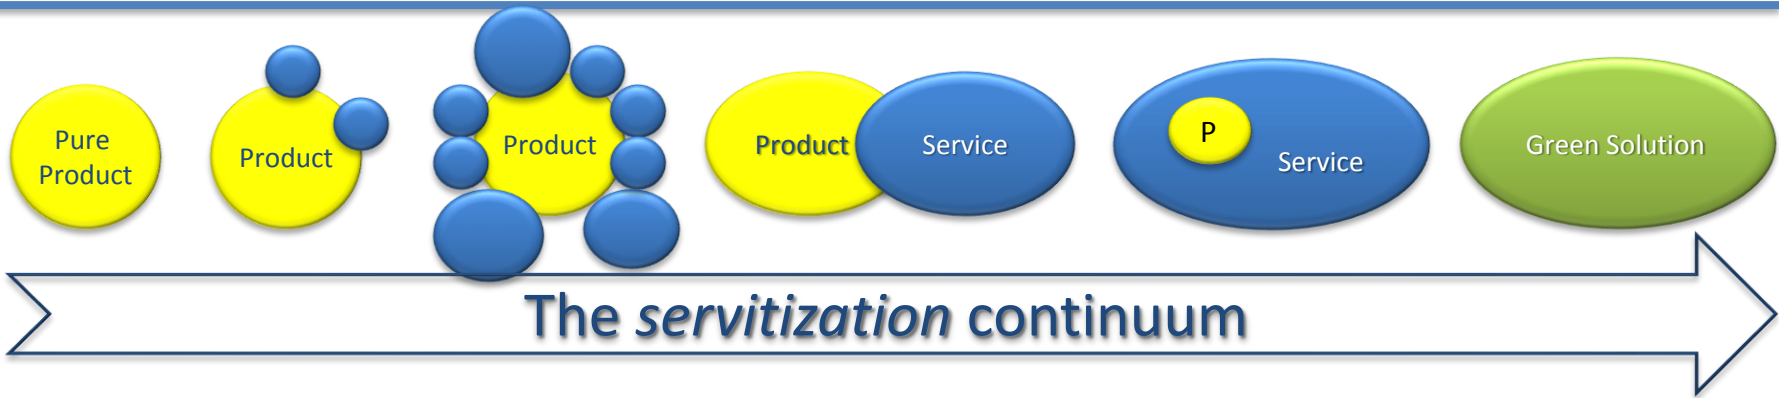 Pure
Product
Product
Product
Product
Service
P
Service
Green Solution
The servitization continuum